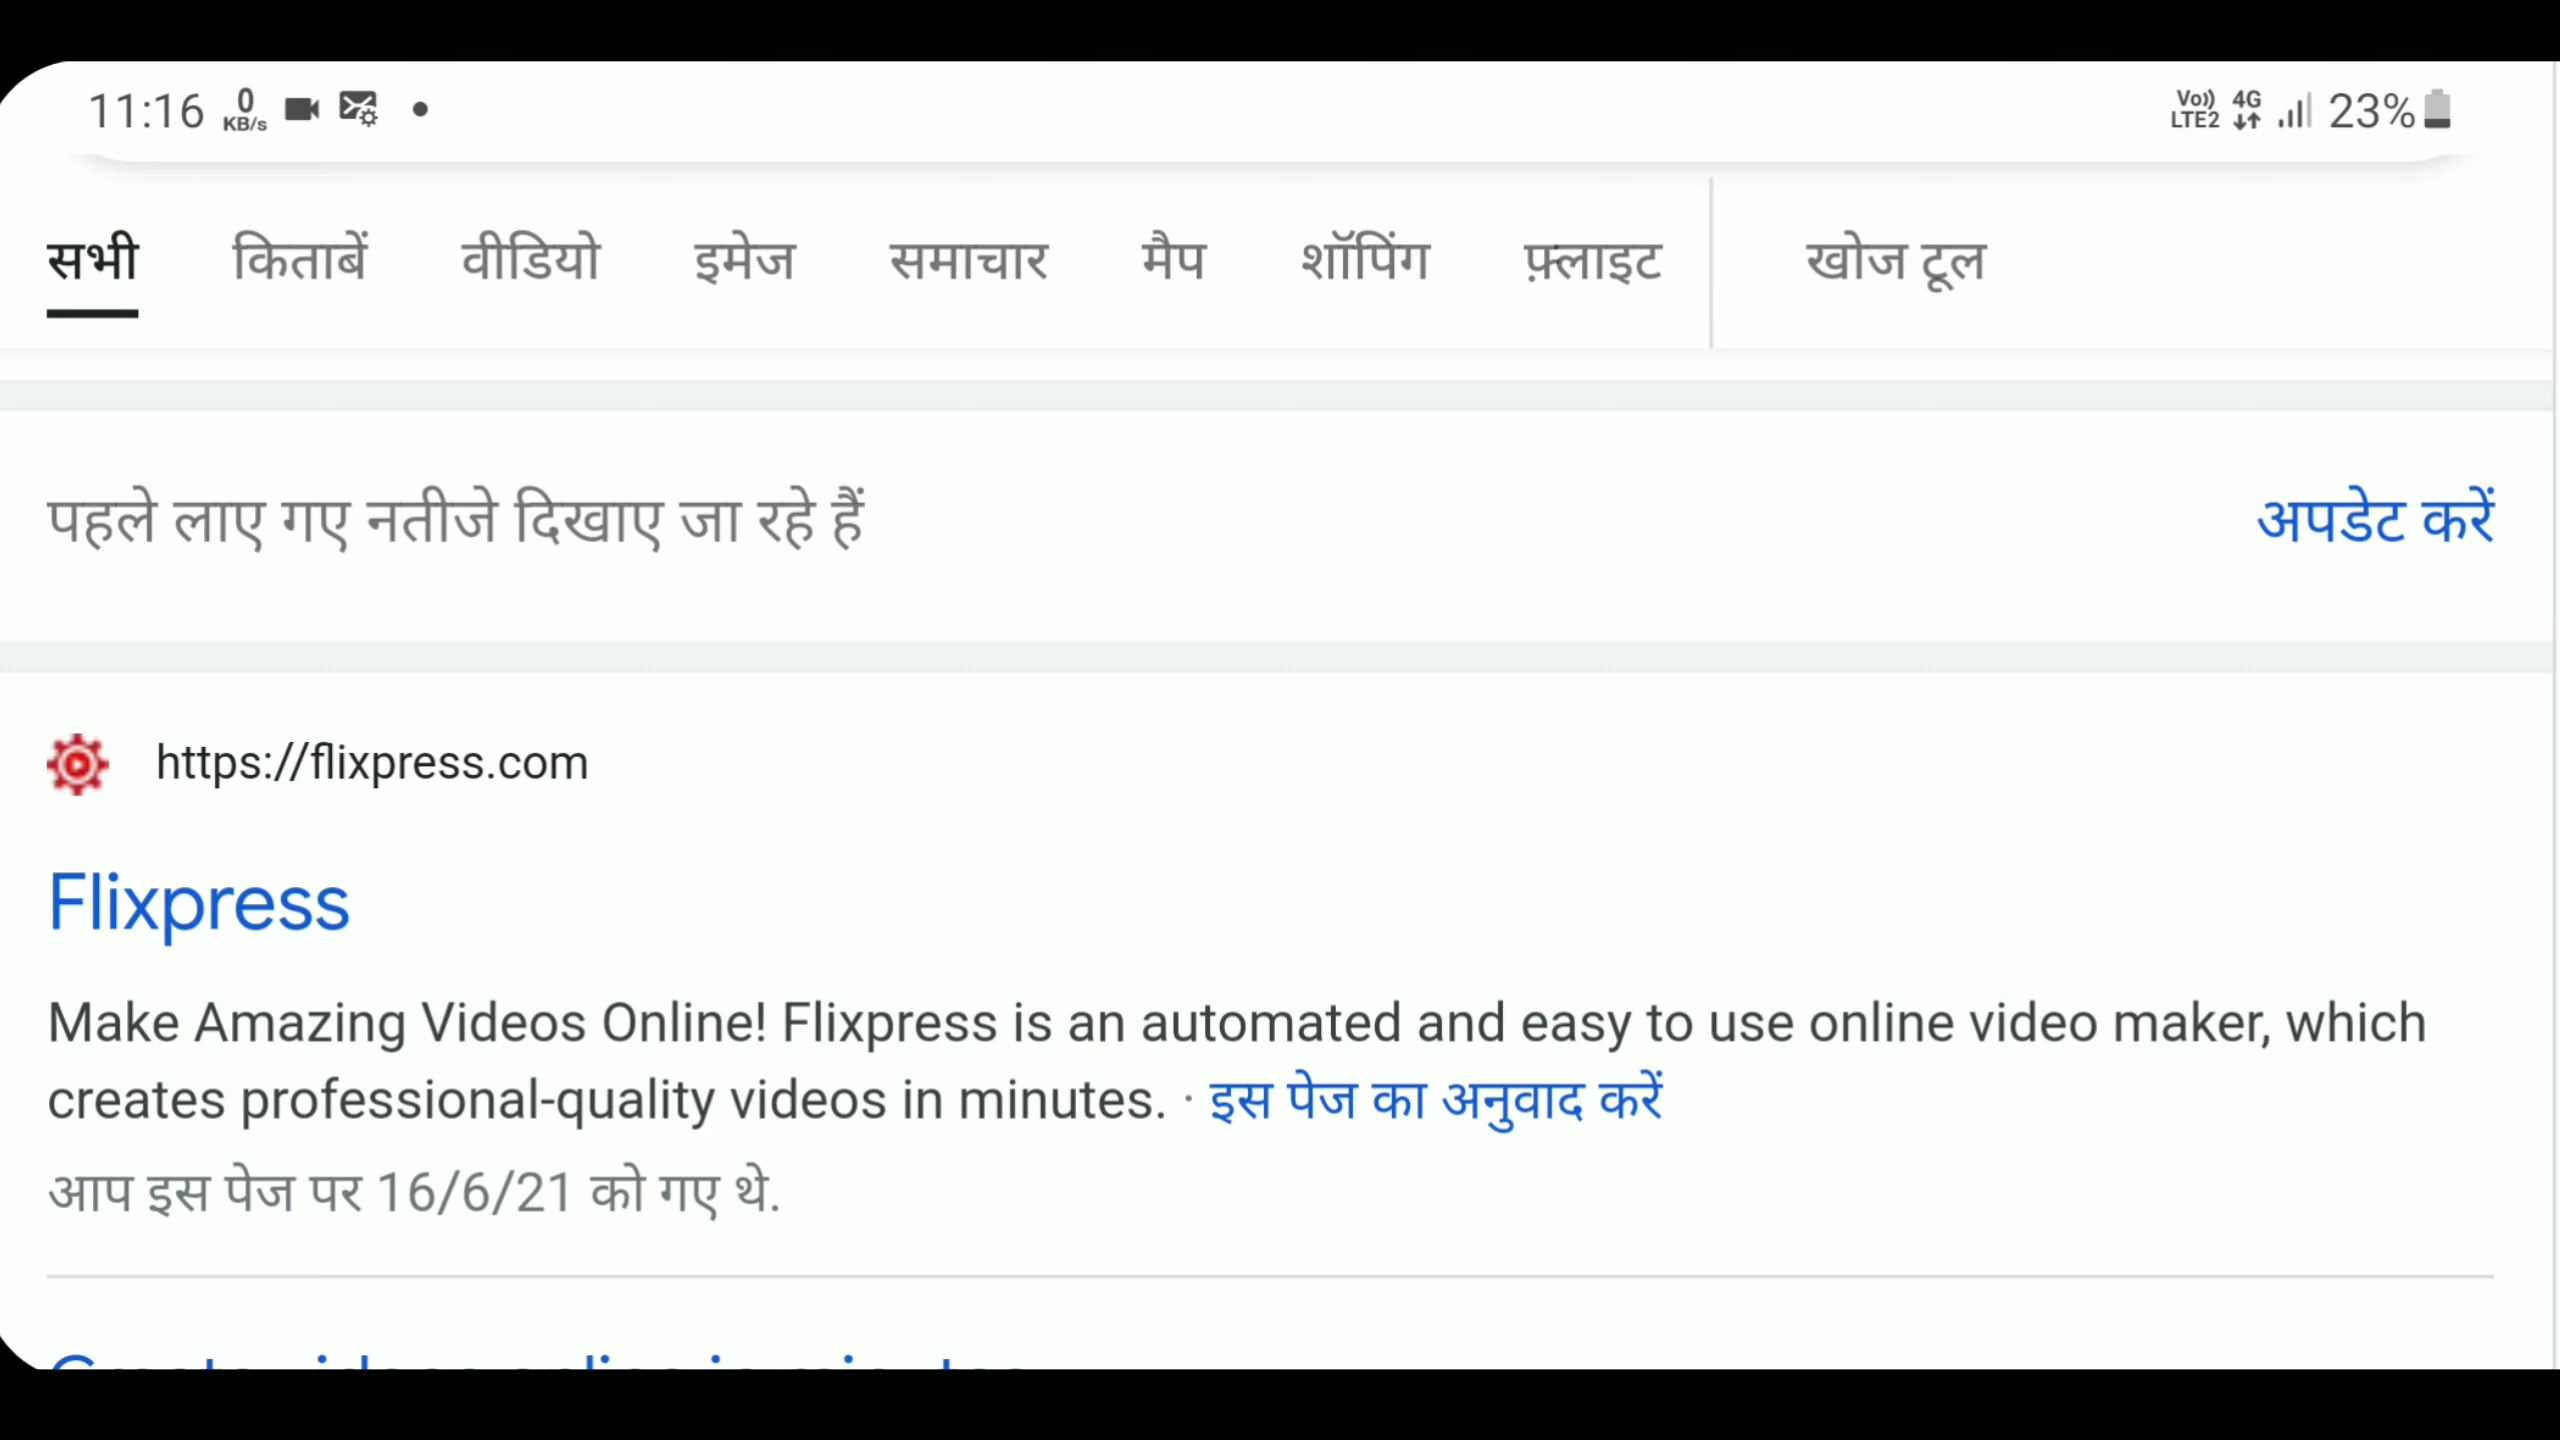 11:16 0 KB/s Vo)) LTE2 4G 23%
सभी किताबें वीडियो इमेज समाचार मैप शॉपिंग फ़्लाइट खोज टूल
पहले लाए गए नतीजे दिखाए जा रहे हैं अपडेट करें
https://flixpress.com
Flixpress
Make Amazing Videos Online! Flixpress is an automated and easy to use online video maker, which
creates professional-quality videos in minutes. · इस पेज का अनुवाद करें
आप इस पेज पर 16/6/21 को गए थे.